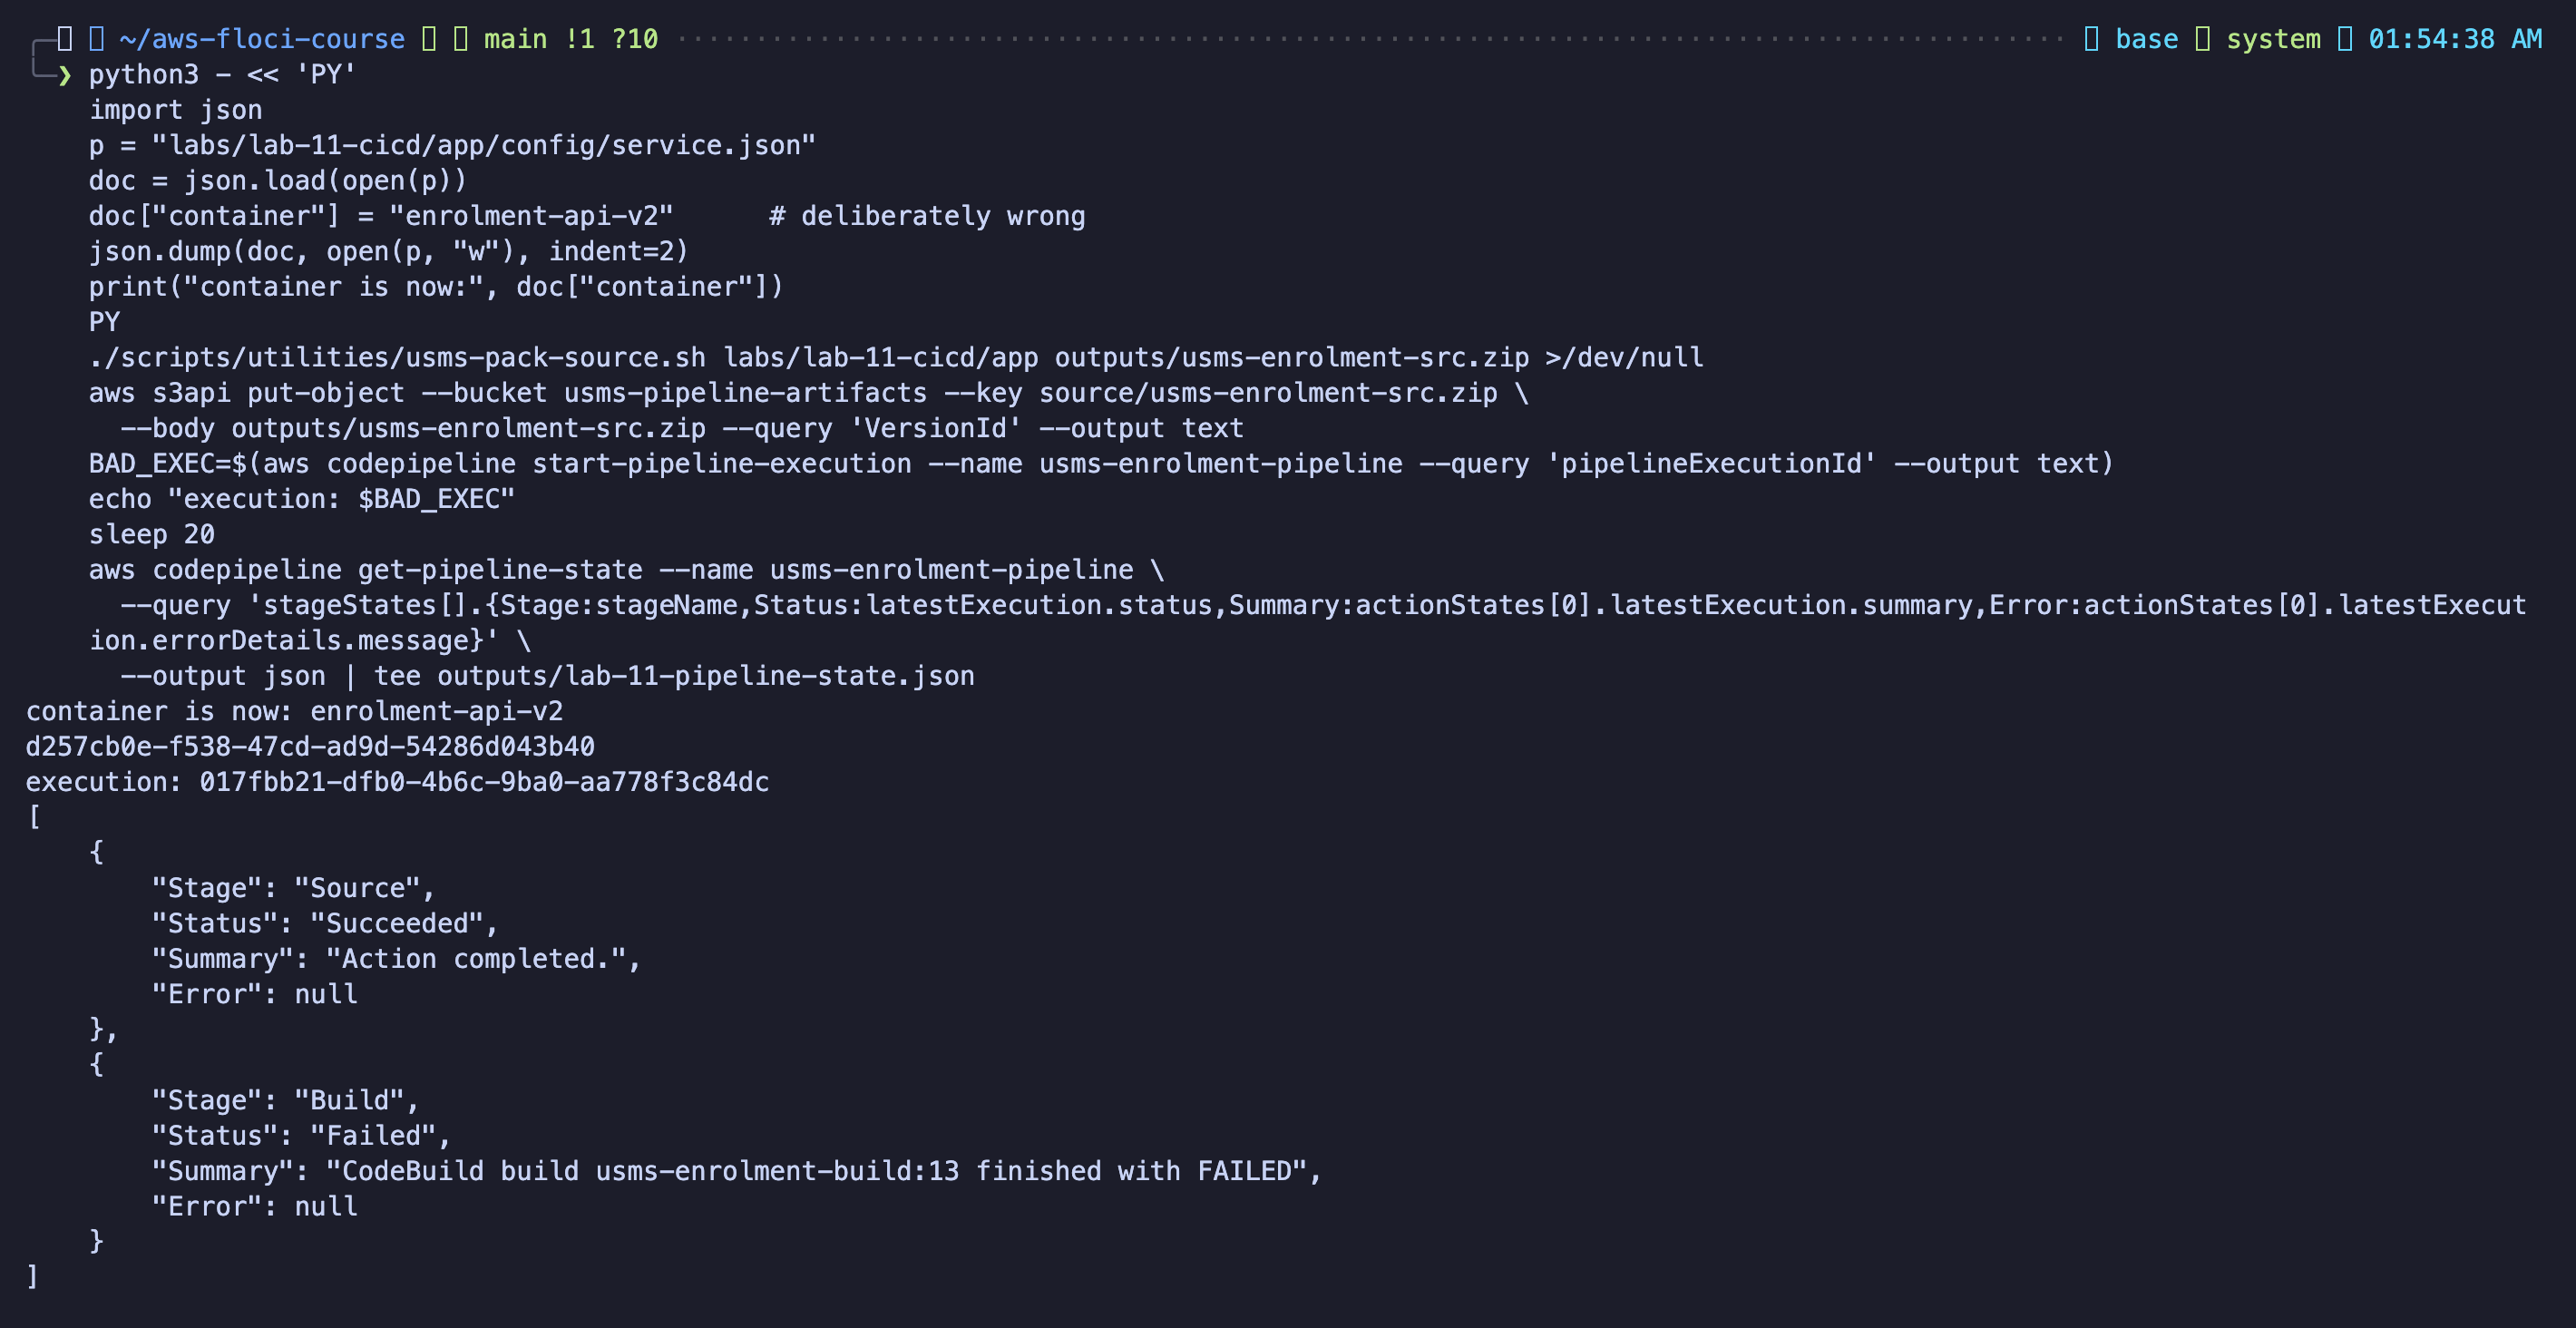 ~/aws-floci-course main !1 ?10 base system 01:54:38 AM
❯ python3 - << 'PY'
import json
p = "labs/lab-11-cicd/app/config/service.json"
doc = json.load(open(p))
doc["container"] = "enrolment-api-v2"      # deliberately wrong
json.dump(doc, open(p, "w"), indent=2)
print("container is now:", doc["container"])
PY
./scripts/utilities/usms-pack-source.sh labs/lab-11-cicd/app outputs/usms-enrolment-src.zip >/dev/null
aws s3api put-object --bucket usms-pipeline-artifacts --key source/usms-enrolment-src.zip \
  --body outputs/usms-enrolment-src.zip --query 'VersionId' --output text
BAD_EXEC=$(aws codepipeline start-pipeline-execution --name usms-enrolment-pipeline --query 'pipelineExecutionId' --output text)
echo "execution: $BAD_EXEC"
sleep 20
aws codepipeline get-pipeline-state --name usms-enrolment-pipeline \
  --query 'stageStates[].{Stage:stageName,Status:latestExecution.status,Summary:actionStates[0].latestExecution.summary,Error:actionStates[0].latestExecut
ion.errorDetails.message}' \
  --output json | tee outputs/lab-11-pipeline-state.json
container is now: enrolment-api-v2
d257cb0e-f538-47cd-ad9d-54286d043b40
execution: 017fbb21-dfb0-4b6c-9ba0-aa778f3c84dc
[
    {
        "Stage": "Source",
        "Status": "Succeeded",
        "Summary": "Action completed.",
        "Error": null
    },
    {
        "Stage": "Build",
        "Status": "Failed",
        "Summary": "CodeBuild build usms-enrolment-build:13 finished with FAILED",
        "Error": null
    }
]